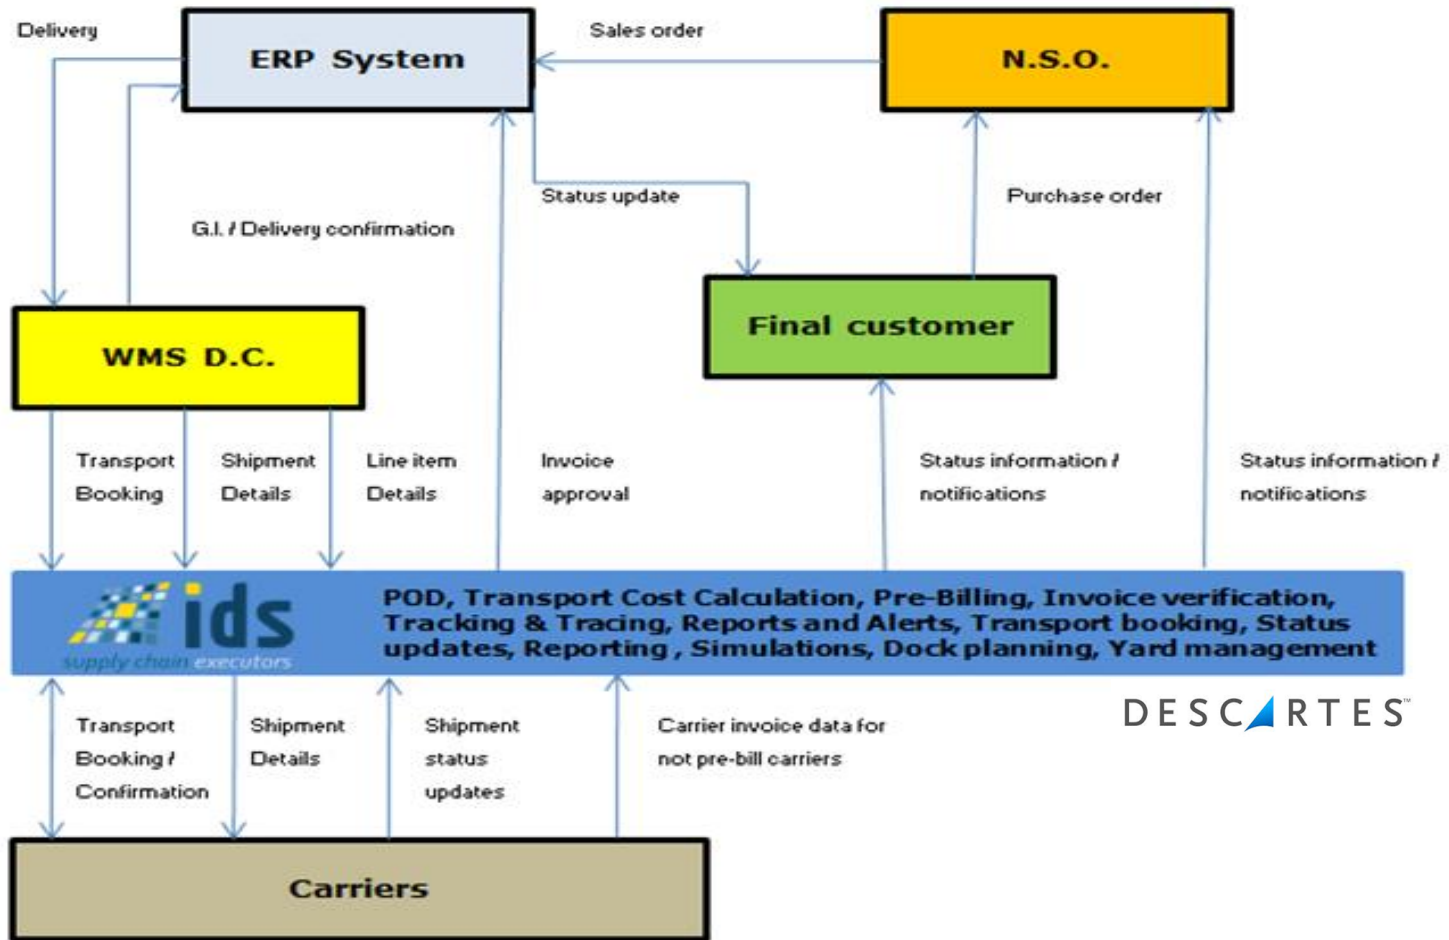 Delivery
ERP System
Sales order
N.S.O.
Status update
Purchase order
G.I. / Delivery confirmation
Final customer
WMS D.C.
Transport
Booking
Shipment
Details
Line item
Details
Invoice
approval
Status information /
notifications
Status information /
notifications
ids
supply chain executors
POD, Transport Cost Calculation, Pre-Billing, Invoice verification,
Tracking & Tracing, Reports and Alerts, Transport booking, Status
updates, Reporting , Simulations, Dock planning, Yard management
DESCARTES™
Transport
Booking /
Confirmation
Shipment
Details
Shipment
status
updates
Carrier invoice data for
not pre-bill carriers
Carriers